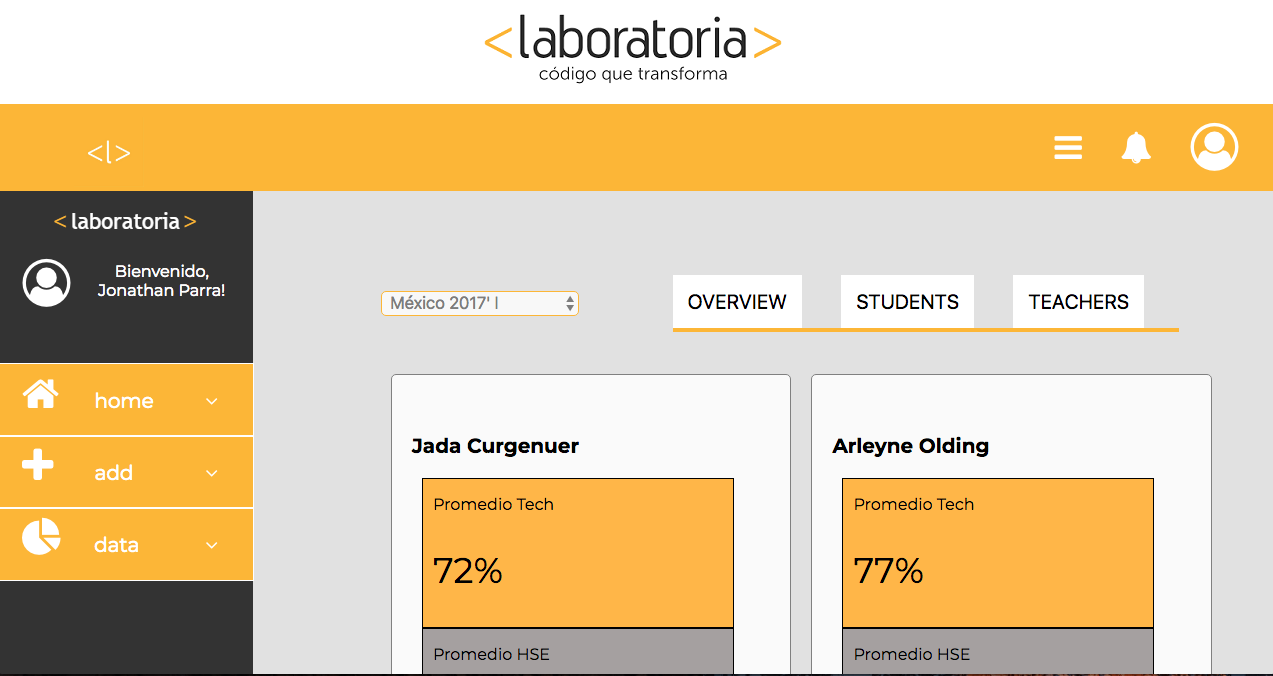 <laboratoria>
código que transforma
<l>
<laboratoria>
Bienvenido,
Jonathan Parra!
home
add
data
México 2017' I
OVERVIEW
STUDENTS
TEACHERS
Jada Curgenuer
Promedio Tech
72%
Promedio HSE
Arleyne Olding
Promedio Tech
77%
Promedio HSE